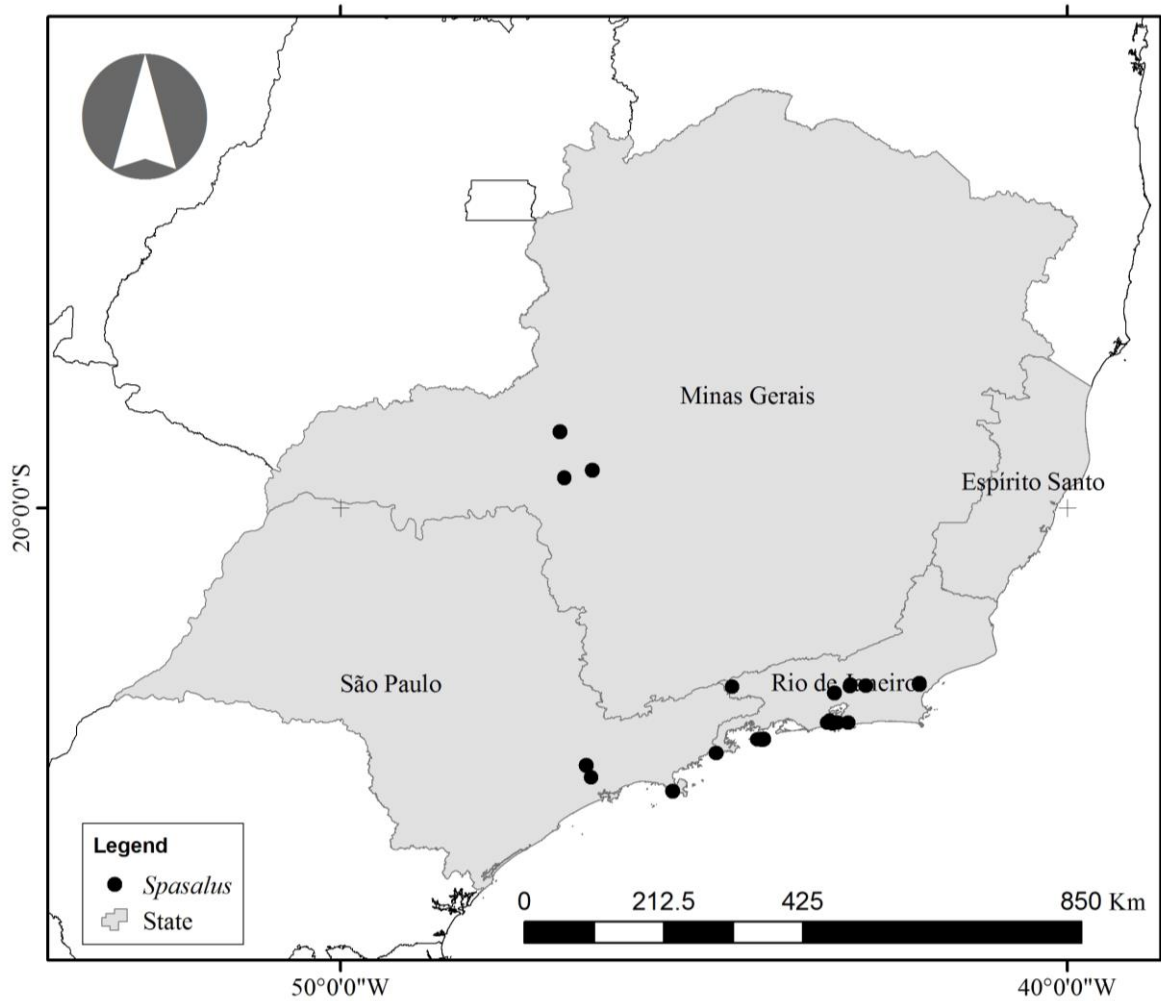 Minas Gerais
Espírito Santo
20°0'0"S
São Paulo
Rio de Janeiro
Legend
Spasalus
State
0 212.5 425 850 Km
50°0'0"W 40°0'0"W